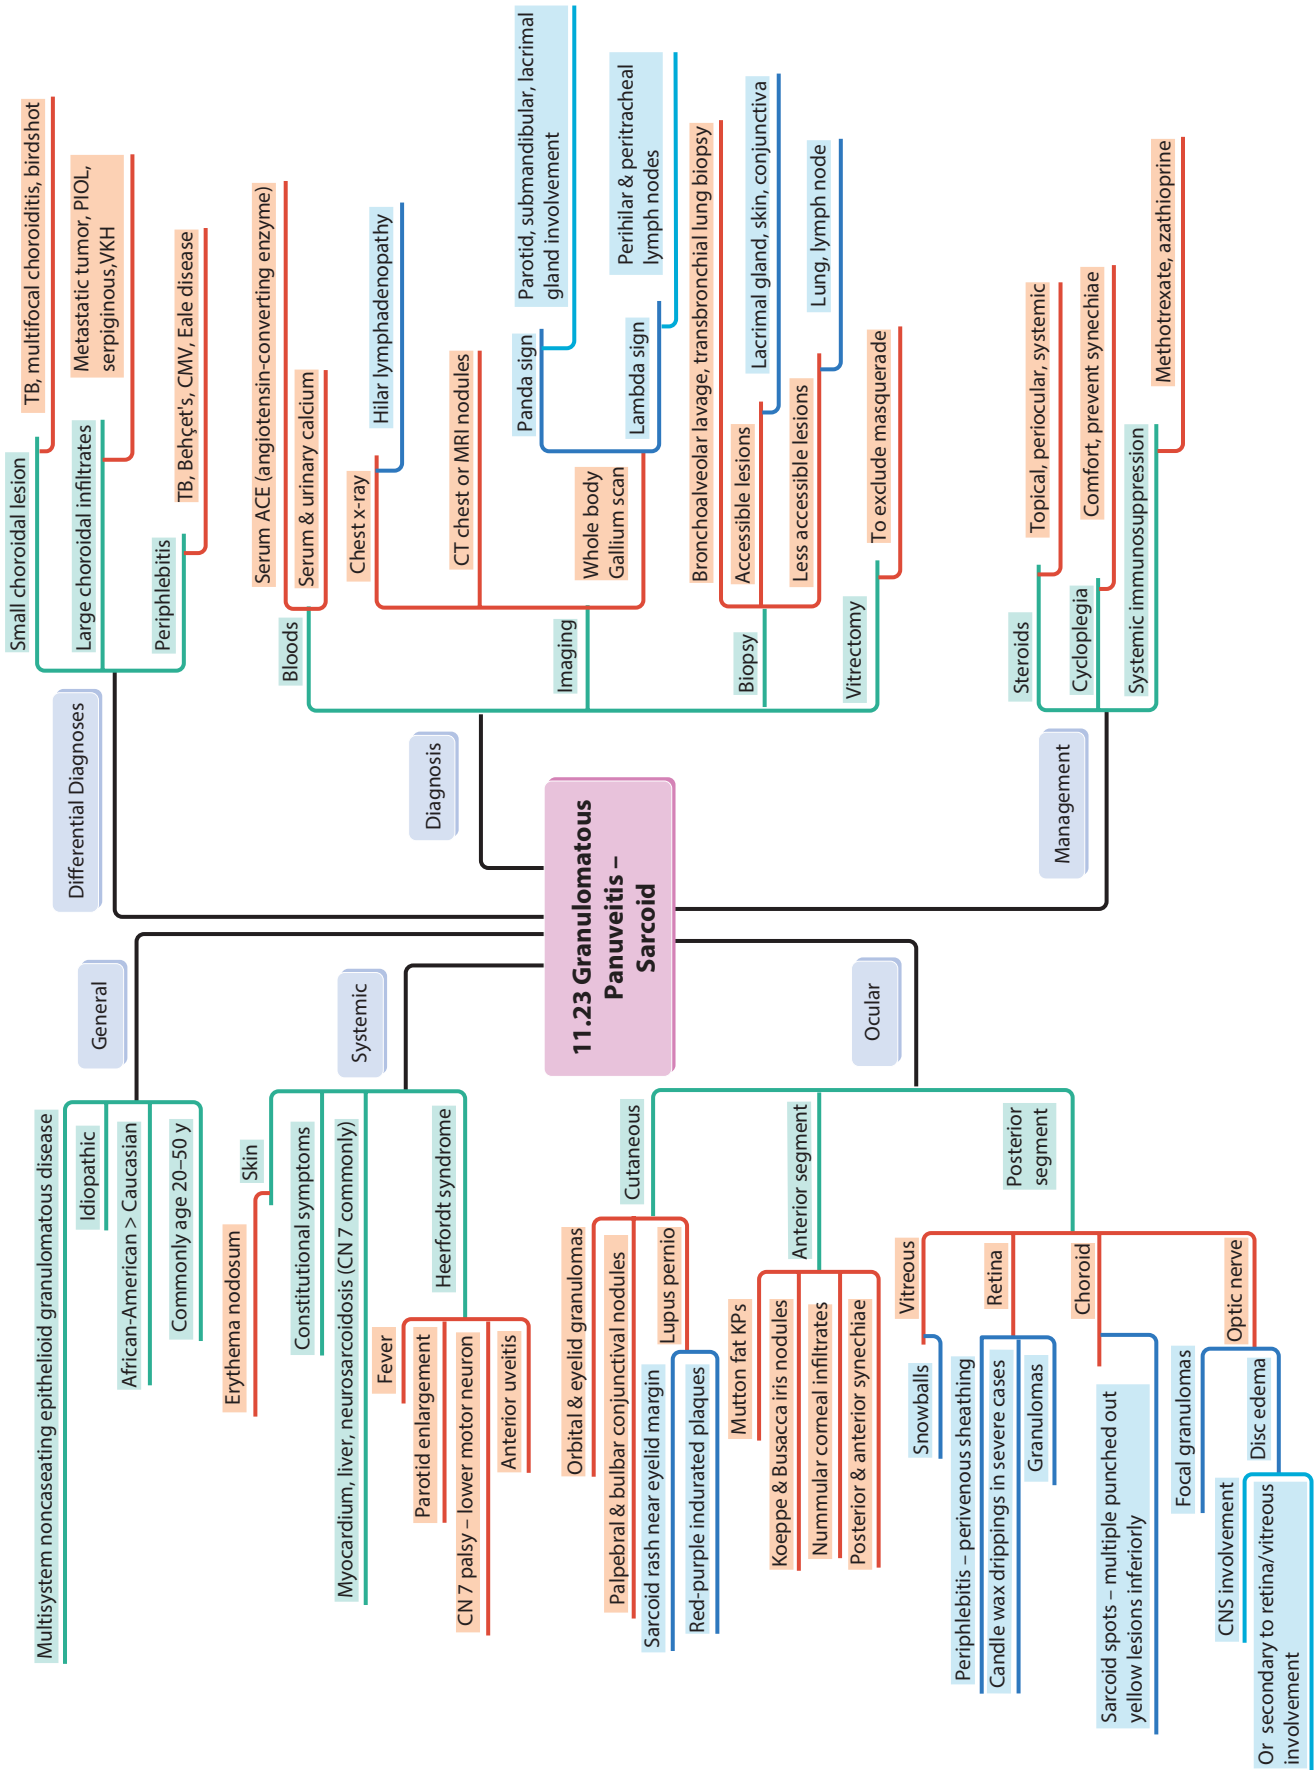 11.23 Granulomatous
Panuveitis –
Sarcoid
General
Multisystem noncaseating epithelioid granulomatous disease
Idiopathic
African-American > Caucasian
Commonly age 20–50 y
Systemic
Skin
Erythema nodosum
Constitutional symptoms
Myocardium, liver, neurosarcoidosis (CN 7 commonly)
Heerfordt syndrome
Fever
Parotid enlargement
CN 7 palsy – lower motor neuron
Anterior uveitis
Ocular
Cutaneous
Orbital & eyelid granulomas
Palpebral & bulbar conjunctival nodules
Lupus pernio
Sarcoid rash near eyelid margin
Red-purple indurated plaques
Anterior segment
Mutton fat KPs
Koeppe & Busacca iris nodules
Nummular corneal infiltrates
Posterior & anterior synechiae
Posterior
segment
Vitreous
Snowballs
Retina
Periphlebitis – perivenous sheathing
Candle wax drippings in severe cases
Granulomas
Choroid
Sarcoid spots – multiple punched out
yellow lesions inferiorly
Optic nerve
Focal granulomas
Disc edema
CNS involvement
Or secondary to retina/vitreous
involvement
Differential Diagnoses
Small choroidal lesion
TB, multifocal choroiditis, birdshot
Large choroidal infiltrates
Metastatic tumor, PIOL,
serpiginous,VKH
Periphlebitis
TB, Behçet's, CMV, Eale disease
Diagnosis
Bloods
Serum ACE (angiotensin-converting enzyme)
Serum & urinary calcium
Imaging
Chest x-ray
Hilar lymphadenopathy
CT chest or MRI nodules
Whole body
Gallium scan
Panda sign
Parotid, submandibular, lacrimal
gland involvement
Lambda sign
Perihilar & peritracheal
lymph nodes
Biopsy
Bronchoalveolar lavage, transbronchial lung biopsy
Accessible lesions
Lacrimal gland, skin, conjunctiva
Less accessible lesions
Lung, lymph node
Vitrectomy
To exclude masquerade
Management
Steroids
Topical, periocular, systemic
Cycloplegia
Comfort, prevent synechiae
Systemic immunosuppression
Methotrexate, azathioprine